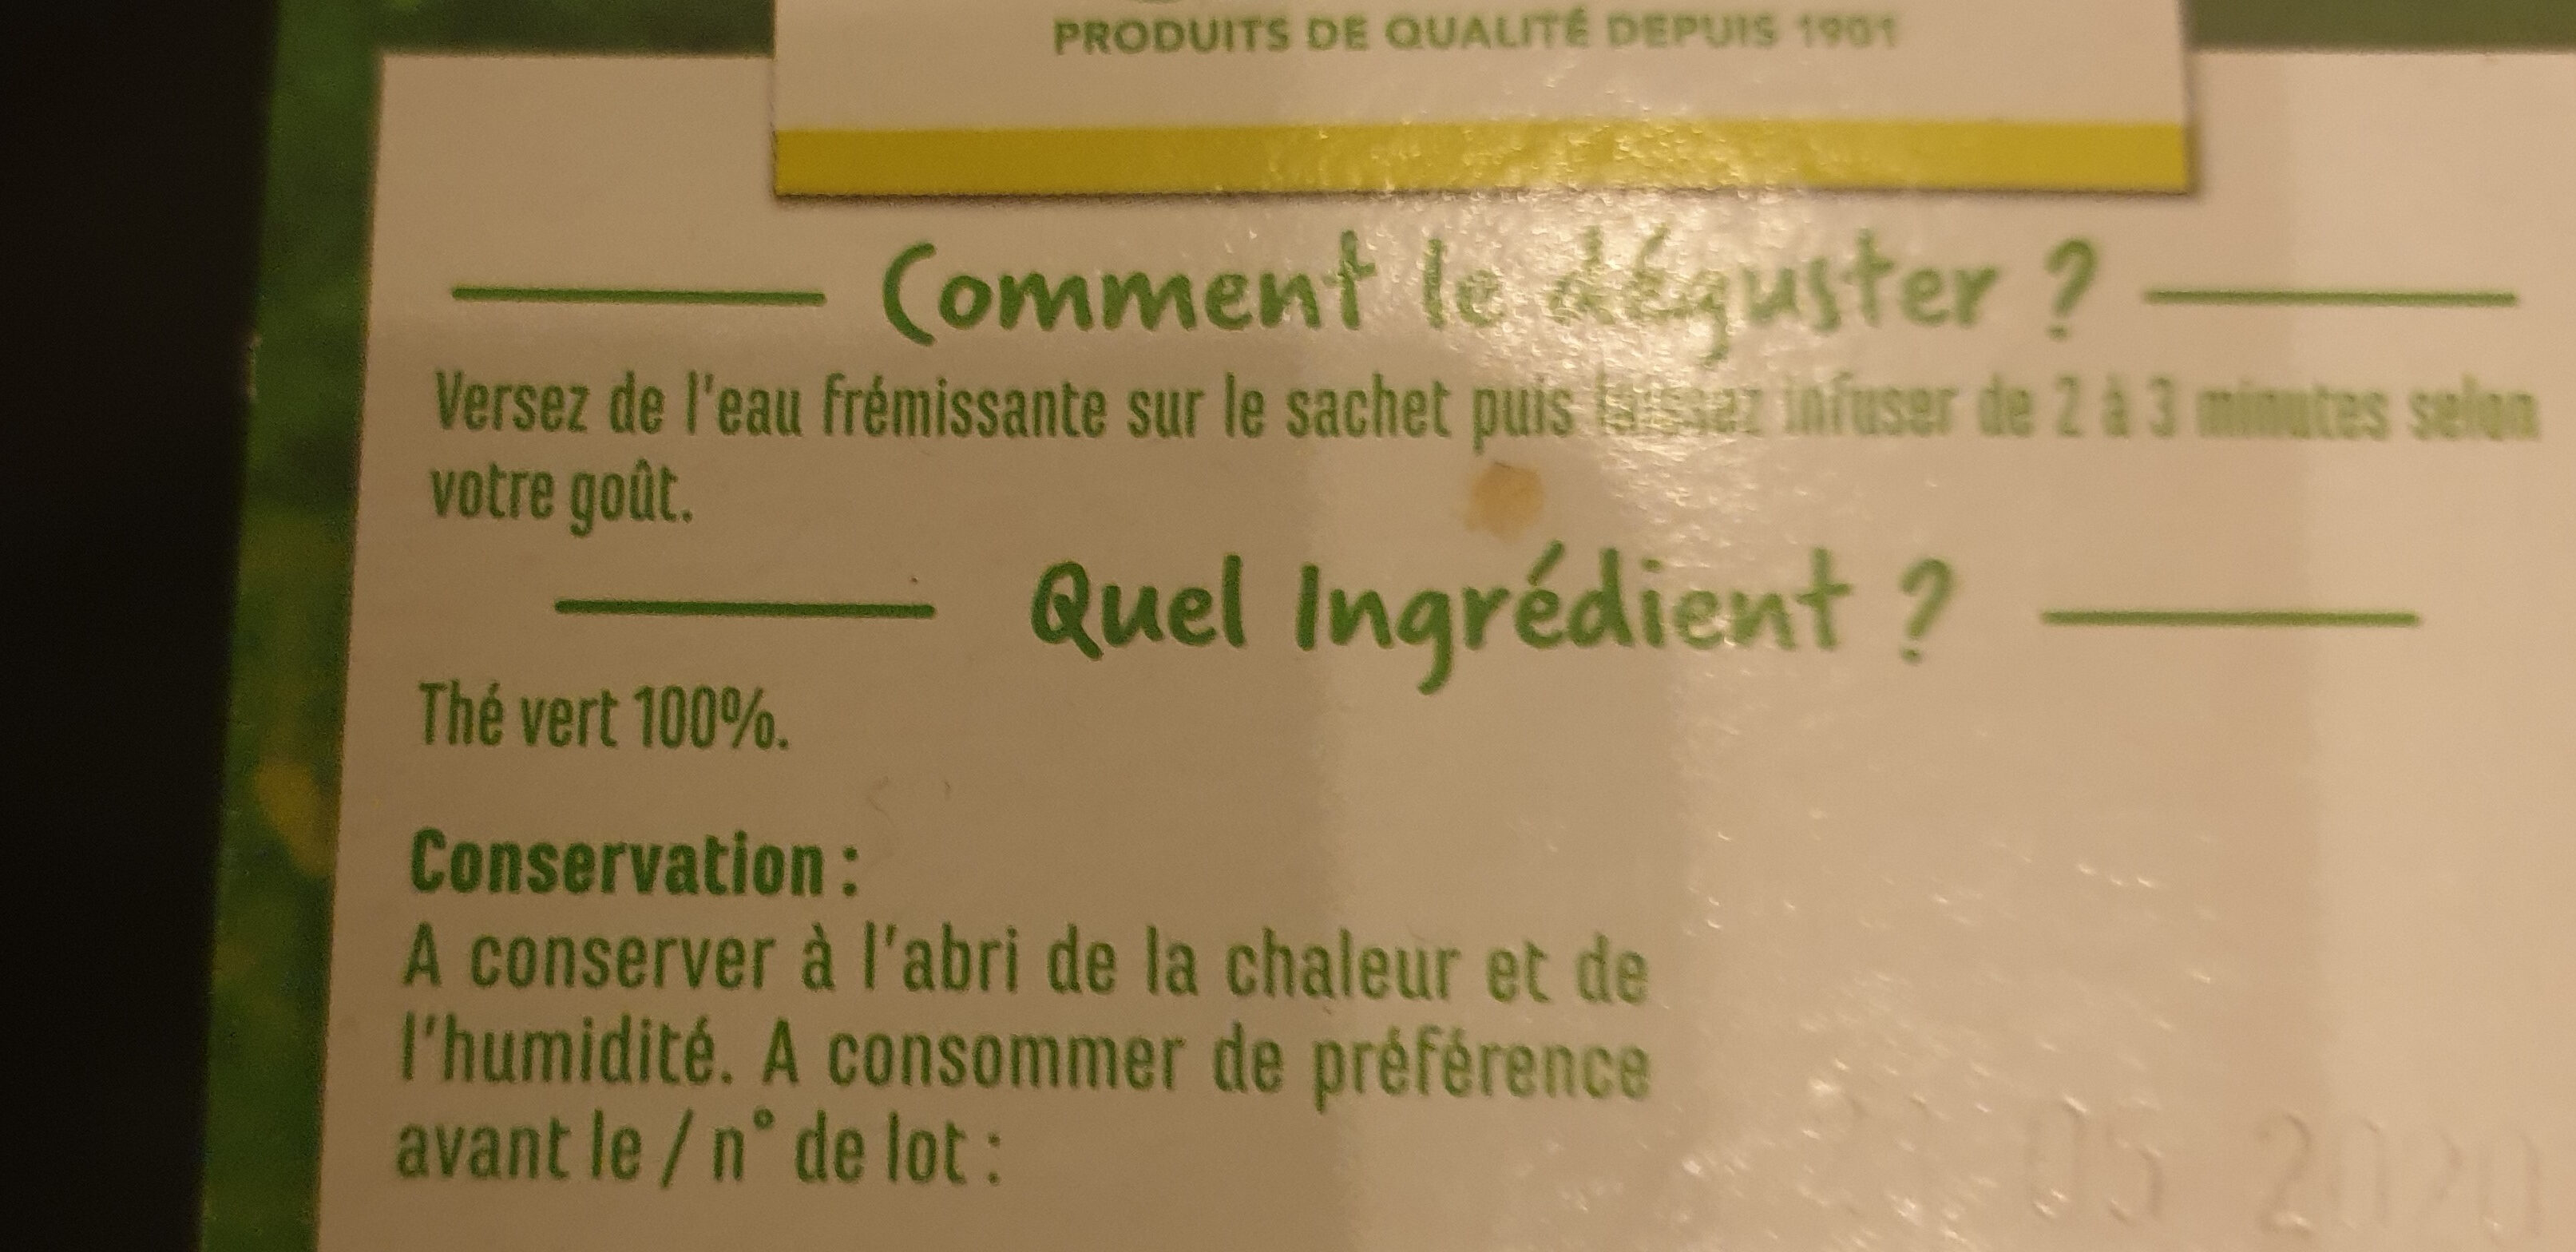 PRODUITS DE QUALITÉ DEPUIS 1901
Comment le déguster ?
Versez de l'eau frémissante sur le sachet puis laissez infuser de 2 à 3 minutes selon
votre goût.
Quel Ingrédient ?
Thé vert 100%.
Conservation :
A conserver à l'abri de la chaleur et de
l'humidité. A consommer de préférence
avant le / n° de lot :
05 2020